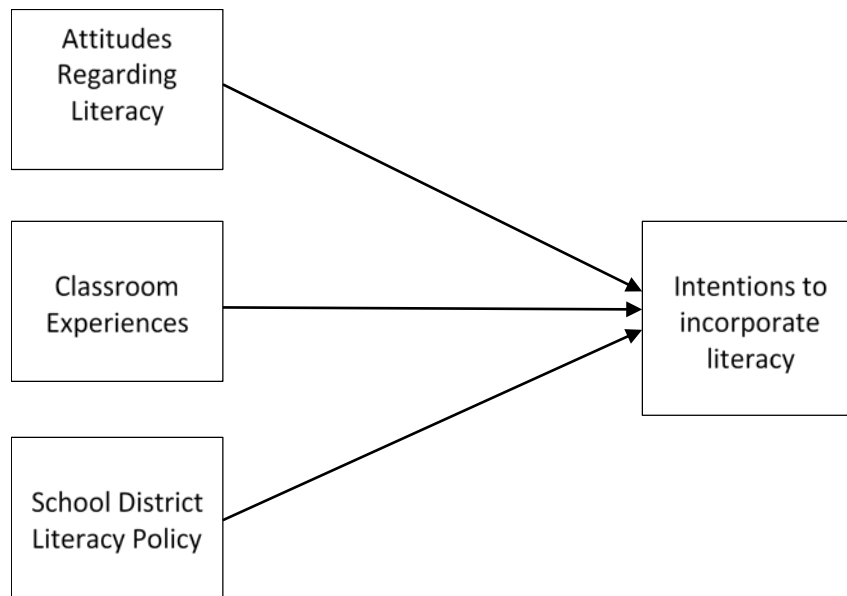 Attitudes
Regarding
Literacy
Classroom
Experiences
School District
Literacy Policy
Intentions to
incorporate
literacy